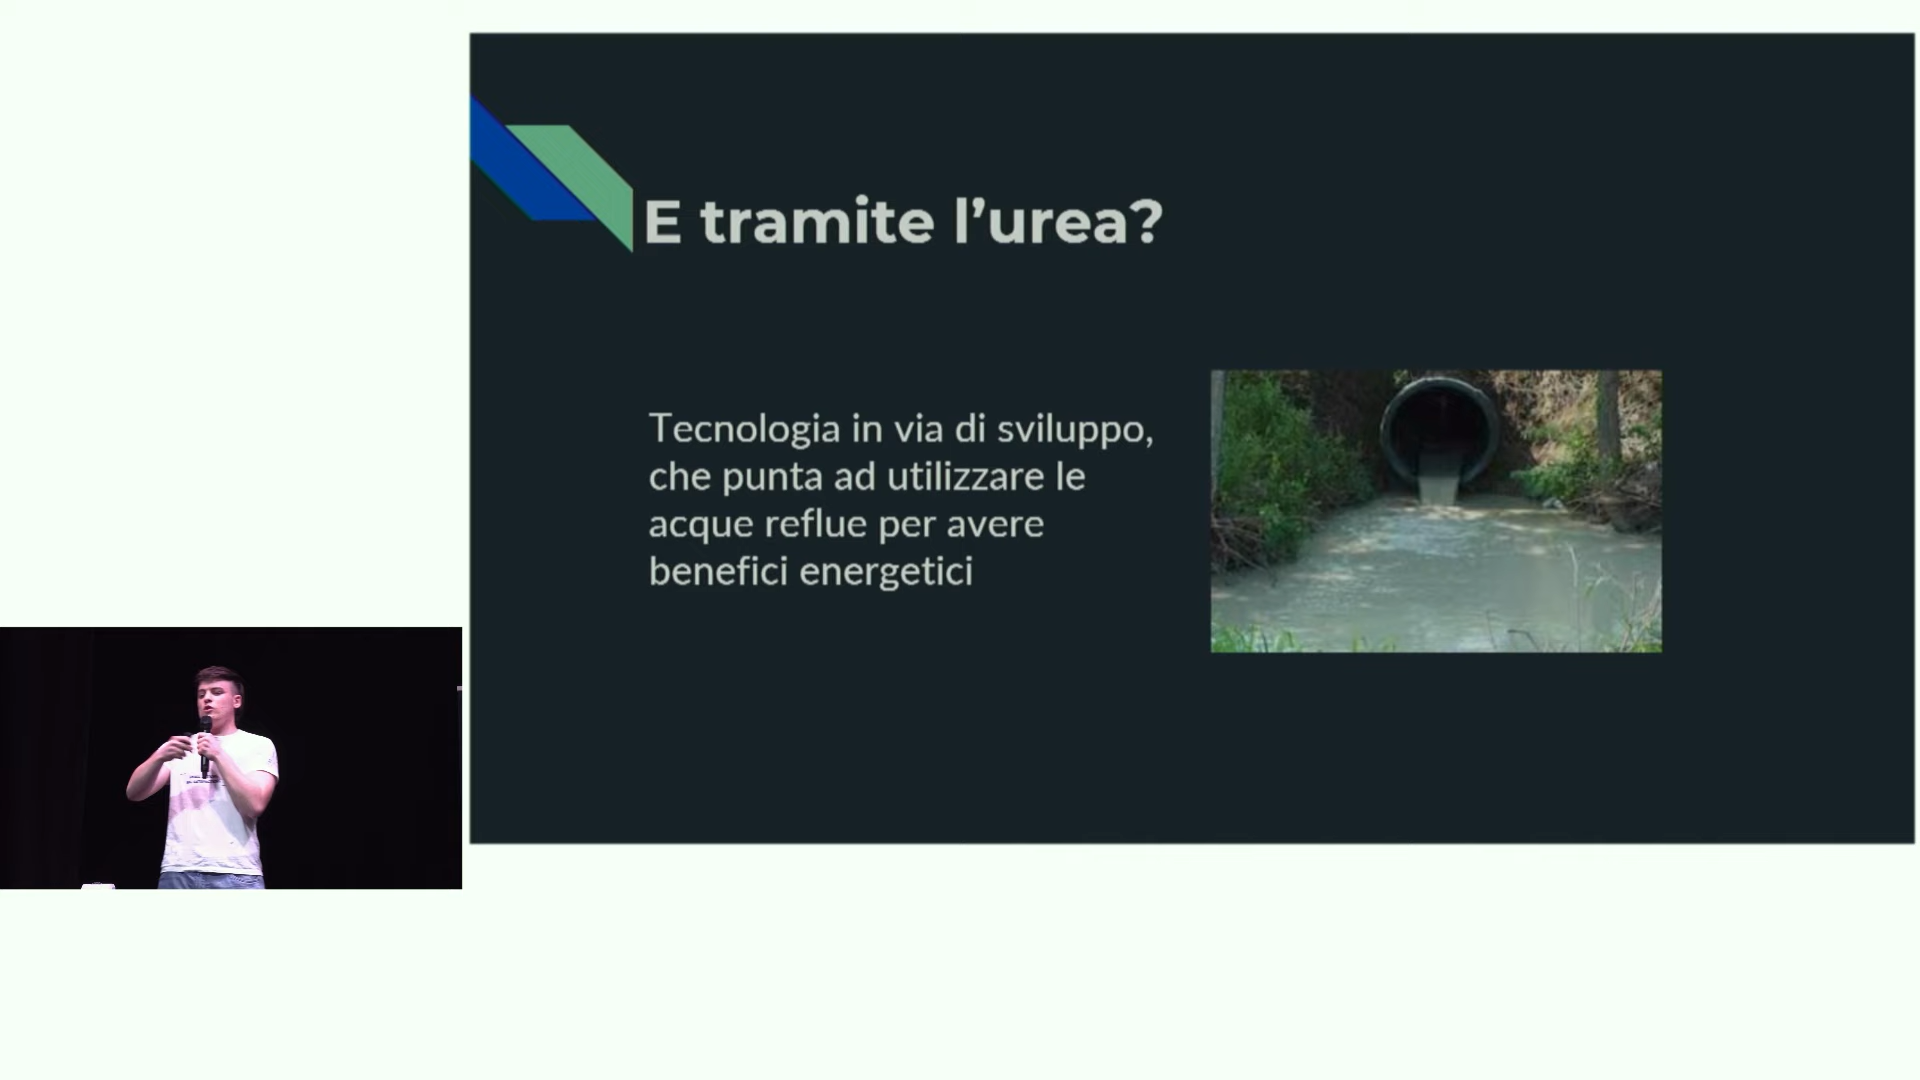 E tramite l’urea?
Tecnologia in via di sviluppo,
che punta ad utilizzare le
acque reflue per avere
benefici energetici